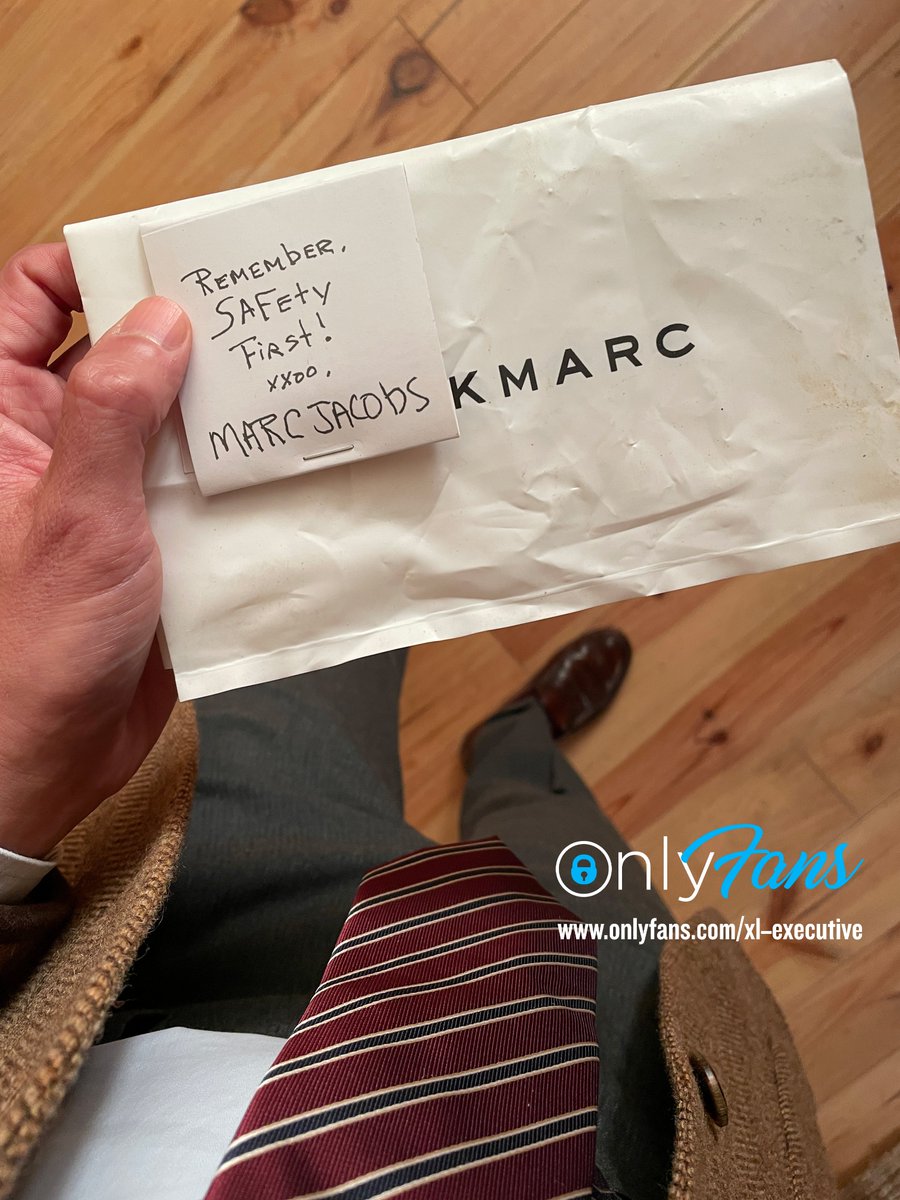 Remember,
SAFety
First!
xxoo.
MARC JACObS
KMARC
OnlyFans
www.onlyfans.com/xl-executive